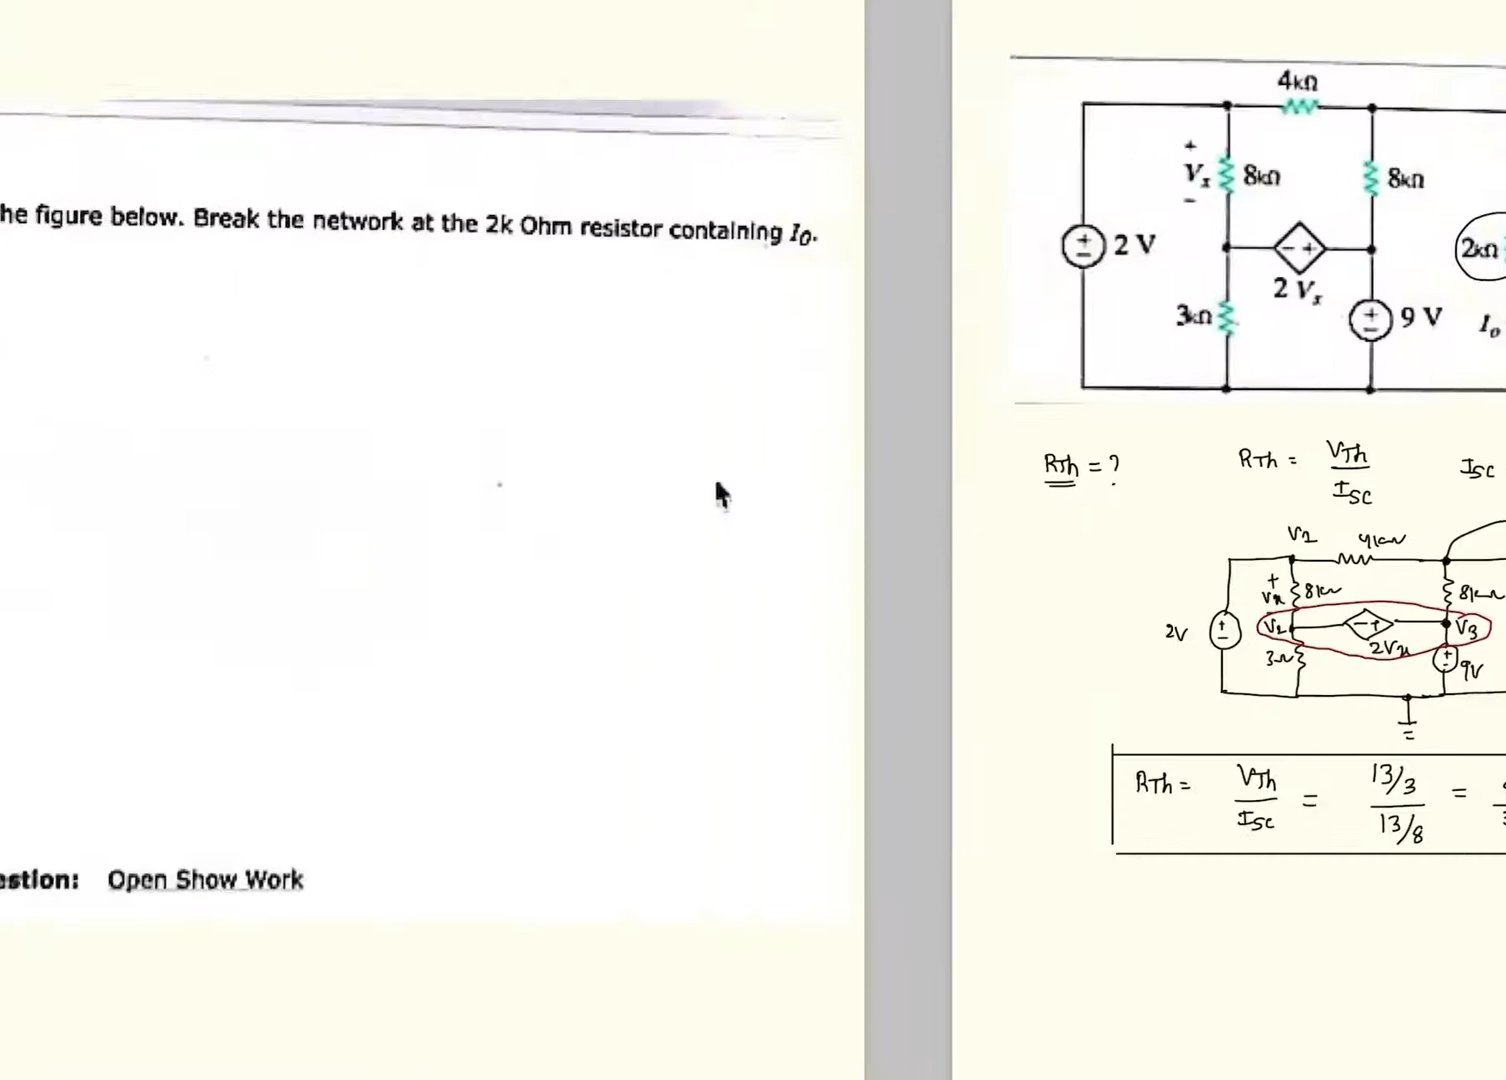 he figure below. Break the network at the 2k Ohm resistor containing I₀.
estion: Open Show Work
4kΩ
+
Vₓ
-
8kΩ
8kΩ
2 V
- +
2kΩ
2 Vₓ
3kΩ
9 V
Iₒ
RTh = ?
RTh = VTh / ISC
ISC
V1
4kΩ
+
Vx
8kΩ
8kΩ
2V
V2
- +
V3
2Vx
3Ω
9V
RTh = VTh / ISC = 13/3 / 13/8 =